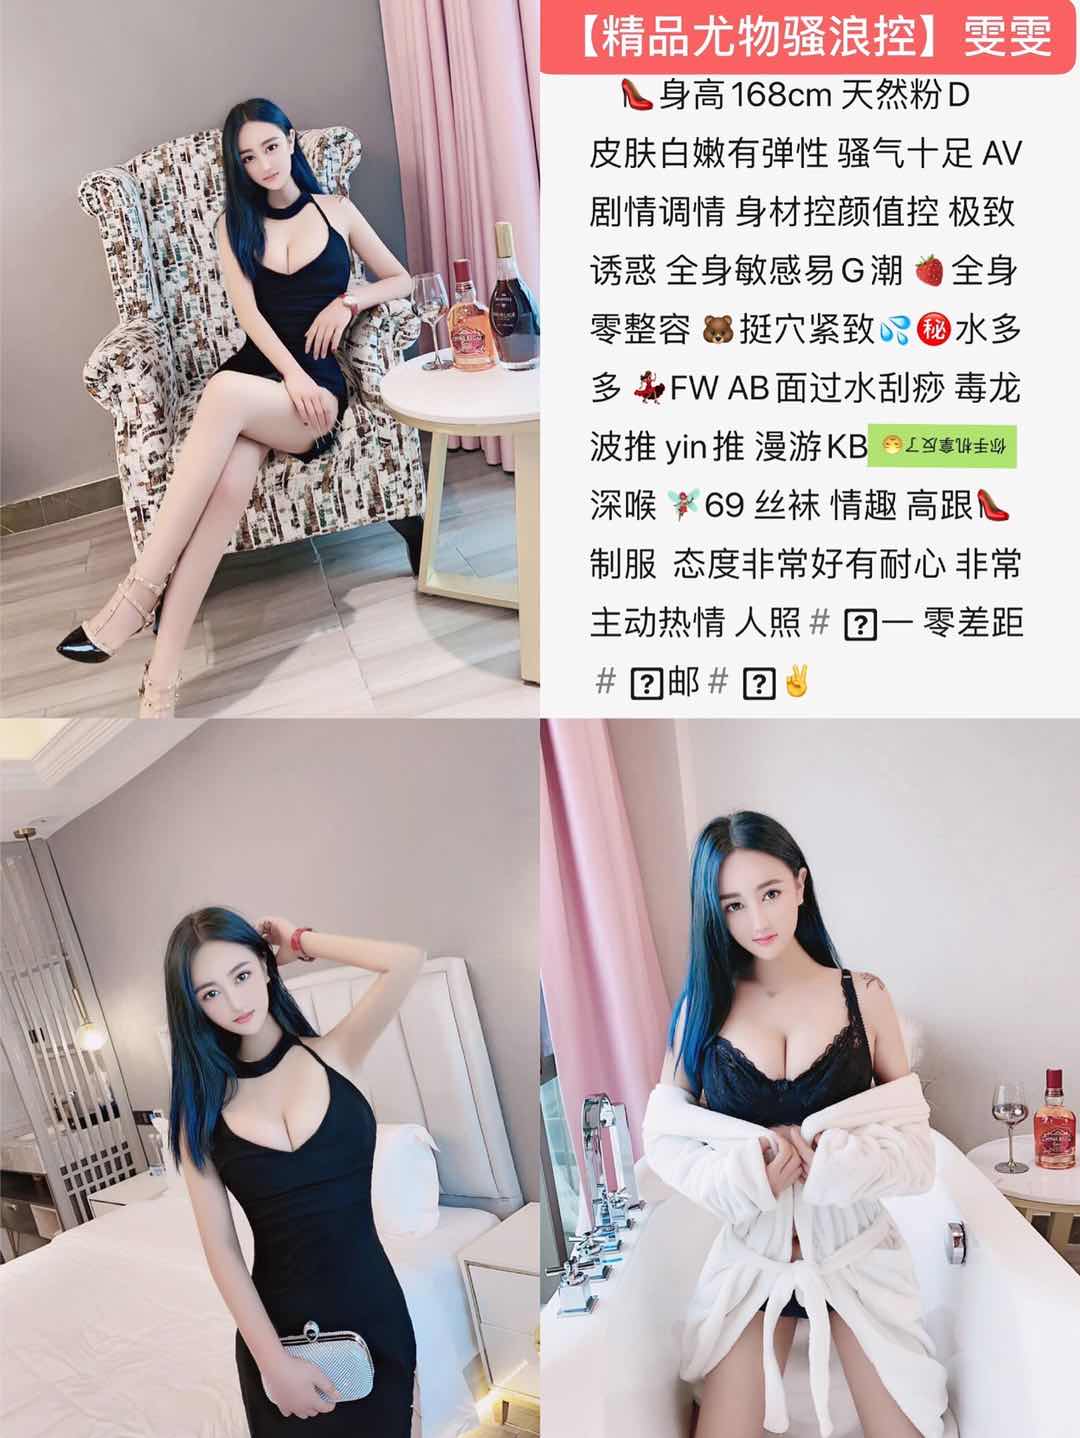 【精品尤物骚浪控】雯雯
👠身高168cm 天然粉D
皮肤白嫩有弹性 骚气十足 AV
剧情调情 身材控颜值控 极致
诱惑 全身敏感易G潮 🍓全身
零整容 🐻挺穴紧致💦㊙️水多
多 💃FW AB面过水刮痧 毒龙
波推 yin推 漫游KB
你手机拿反了
深喉 🧚69 丝袜 情趣 高跟👠
制服 态度非常好有耐心 非常
主动热情 人照# ?一 零差距
# ?邮# ?✌️